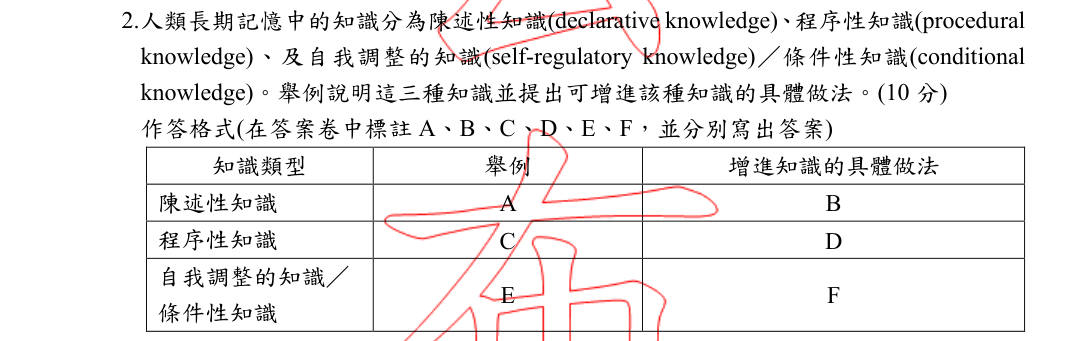 2.人類長期記憶中的知識分為陳述性知識(declarative knowledge)、程序性知識(procedural
knowledge)、及自我調整的知識(self-regulatory knowledge)／條件性知識(conditional
knowledge)。舉例說明這三種知識並提出可增進該種知識的具體做法。(10 分)
作答格式(在答案卷中標註 A、B、C、D、E、F，並分別寫出答案)
知識類型 舉例 增進知識的具體做法
陳述性知識 A B
程序性知識 C D
自我調整的知識／
條件性知識 E F